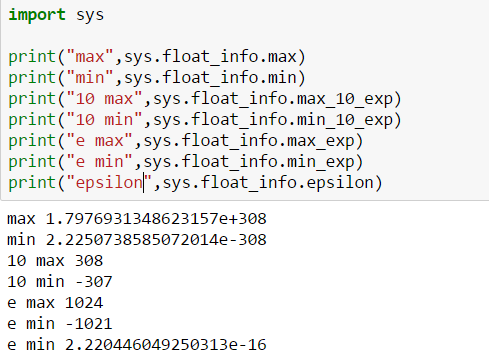 import sys
print("max",sys.float_info.max)
print("min",sys.float_info.min)
print("10 max",sys.float_info.max_10_exp)
print("10 min",sys.float_info.min_10_exp)
print("e max",sys.float_info.max_exp)
print("e min",sys.float_info.min_exp)
print("epsilon",sys.float_info.epsilon)
max 1.7976931348623157e+308
min 2.2250738585072014e-308
10 max 308
10 min -307
e max 1024
e min -1021
e min 2.220446049250313e-16